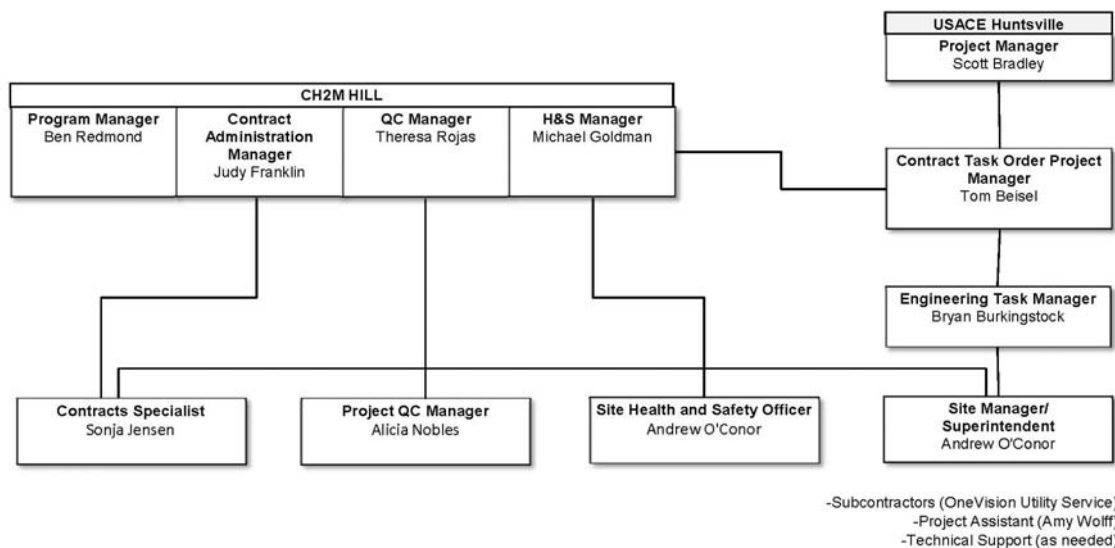 USACE Huntsville
Project Manager
Scott Bradley
CH2M HILL
Program Manager
Ben Redmond
Contract
Administration
Manager
Judy Franklin
QC Manager
Theresa Rojas
H&S Manager
Michael Goldman
Contract Task Order Project
Manager
Tom Beisel
Engineering Task Manager
Bryan Burkingstock
Contracts Specialist
Sonja Jensen
Project QC Manager
Alicia Nobles
Site Health and Safety Officer
Andrew O'Conor
Site Manager/
Superintendent
Andrew O'Conor
-Subcontractors (OneVision Utility Service)
-Project Assistant (Amy Wolff)
-Technical Support (as needed)